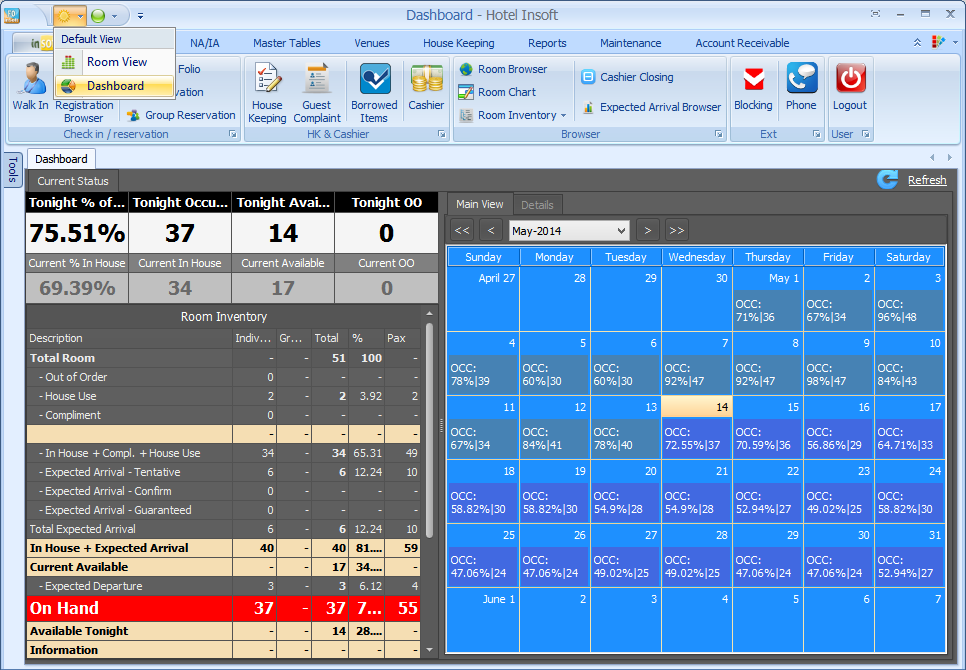 Dashboard - Hotel Insoft
Default View
Room View
Dashboard
NA/IA Master Tables Venues House Keeping Reports Maintenance Account Receivable
Folio
Walk In
Registration Browser
Group Reservation
Check in / reservation
House Keeping
Guest Complaint
Borrowed Items
Cashier
HK & Cashier
Room Browser
Room Chart
Room Inventory
Cashier Closing
Expected Arrival Browser
Browser
Blocking
Phone
Ext
Logout
User
Tools
Dashboard
Current Status
Refresh
Tonight % of... Tonight Occu... Tonight Avai... Tonight OO
75.51% 37 14 0
Current % In House Current In House Current Available Current OO
69.39% 34 17 0
Room Inventory
Description Indiv... Gr... Total % Pax
Total Room - - 51 100 -
- Out of Order 0 - - - -
- House Use 2 - 2 3.92 2
- Compliment 0 - - - -
- - - - -
- In House + Compl. + House Use 34 - 34 65.31 49
- Expected Arrival - Tentative 6 - 6 12.24 10
- Expected Arrival - Confirm 0 - - - -
- Expected Arrival - Guaranteed 0 - - - -
Total Expected Arrival 6 - 6 12.24 10
In House + Expected Arrival 40 - 40 81.... 59
Current Available - - 17 34.... -
- Expected Departure 3 - 3 6.12 4
On Hand 37 - 37 7... 55
Available Tonight - - 14 28.... -
Information - - - - -
Main View Details
<< < May-2014 > >>
Sunday Monday Tuesday Wednesday Thursday Friday Saturday
April 27 28 29 30 May 1 2 3
OCC: OCC: OCC:
71%|36 67%|34 96%|48
4 5 6 7 8 9 10
OCC: OCC: OCC: OCC: OCC: OCC: OCC:
78%|39 60%|30 60%|30 92%|47 92%|47 98%|47 84%|43
11 12 13 14 15 16 17
OCC: OCC: OCC: OCC: OCC: OCC: OCC:
67%|34 84%|41 78%|40 72.55%|37 70.59%|36 56.86%|29 64.71%|33
18 19 20 21 22 23 24
OCC: OCC: OCC: OCC: OCC: OCC: OCC:
58.82%|30 58.82%|30 54.9%|28 54.9%|28 52.94%|27 49.02%|25 58.82%|30
25 26 27 28 29 30 31
OCC: OCC: OCC: OCC: OCC: OCC: OCC:
47.06%|24 47.06%|24 49.02%|25 49.02%|25 47.06%|24 47.06%|24 52.94%|27
June 1 2 3 4 5 6 7